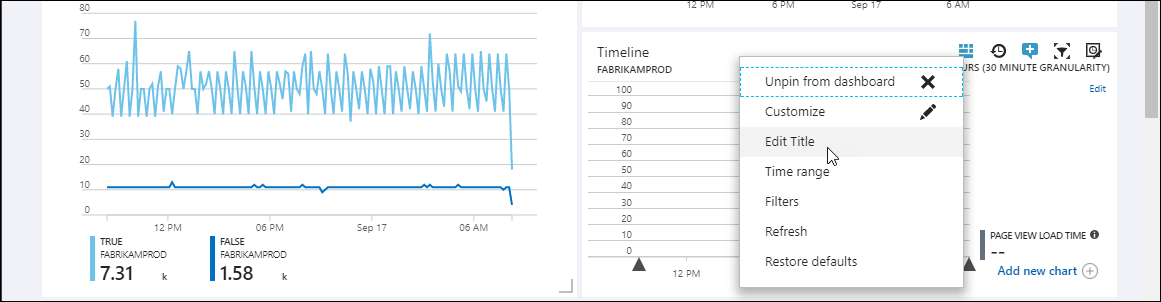 80
70
60
50
40
30
20
10
0
12 PM
06 PM
Sep 17
06 AM
TRUE
FABRIKAMPROD
7.31 k
FALSE
FABRIKAMPROD
1.58 k
12 PM
6 PM
Sep 17
6 AM
Timeline
FABRIKAMPROD
URS (30 MINUTE GRANULARITY)
Edit
100
90
80
70
60
50
40
30
20
10
0
12 PM
Unpin from dashboard
Customize
Edit Title
Time range
Filters
Refresh
Restore defaults
PAGE VIEW LOAD TIME
--
Add new chart